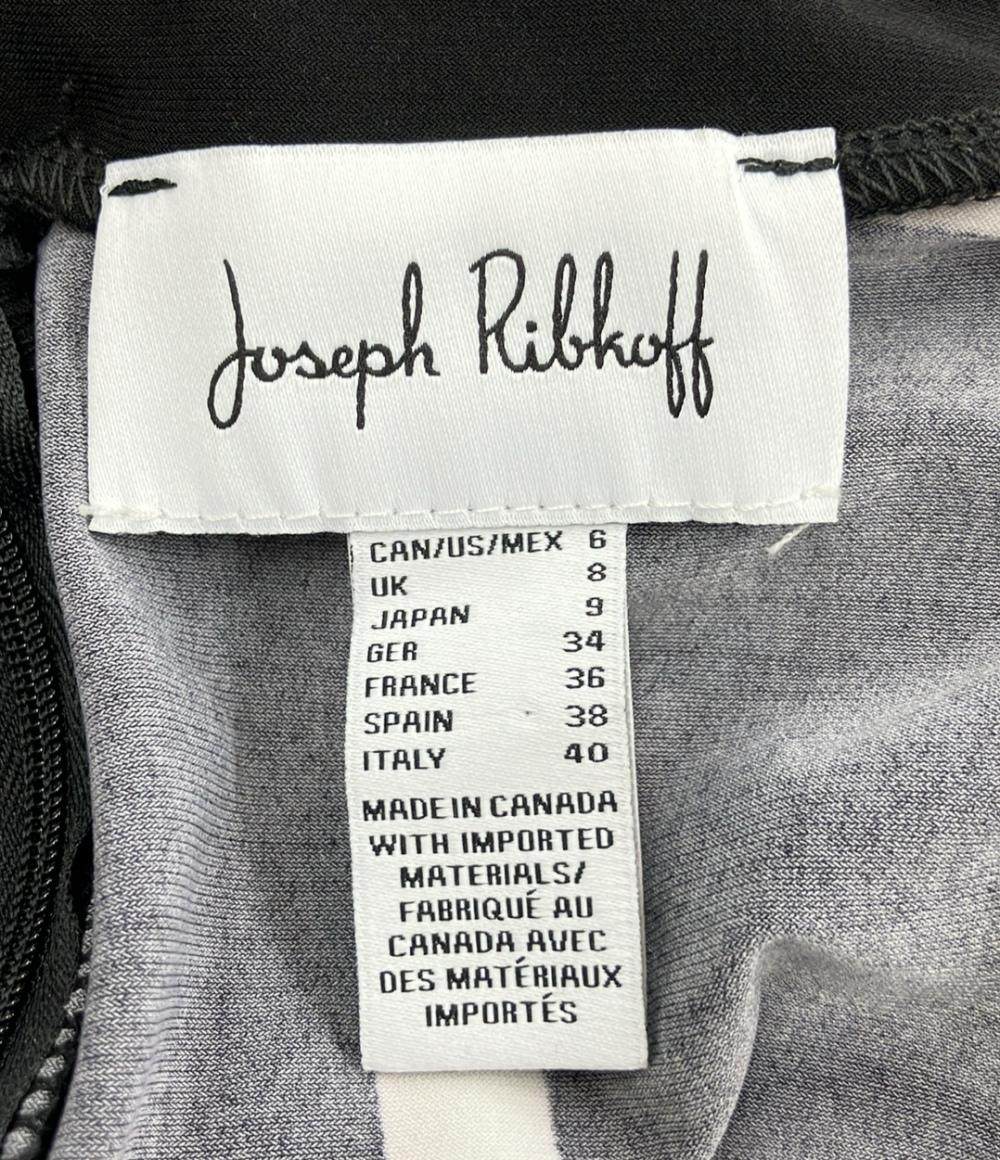 Joseph Ribkoff
CAN/US/MEX 6
UK 8
JAPAN 9
GER 34
FRANCE 36
SPAIN 38
ITALY 40
MADE IN CANADA
WITH IMPORTED
MATERIALS/
FABRIQUÉ AU
CANADA AVEC
DES MATÉRIAUX
IMPORTÉS